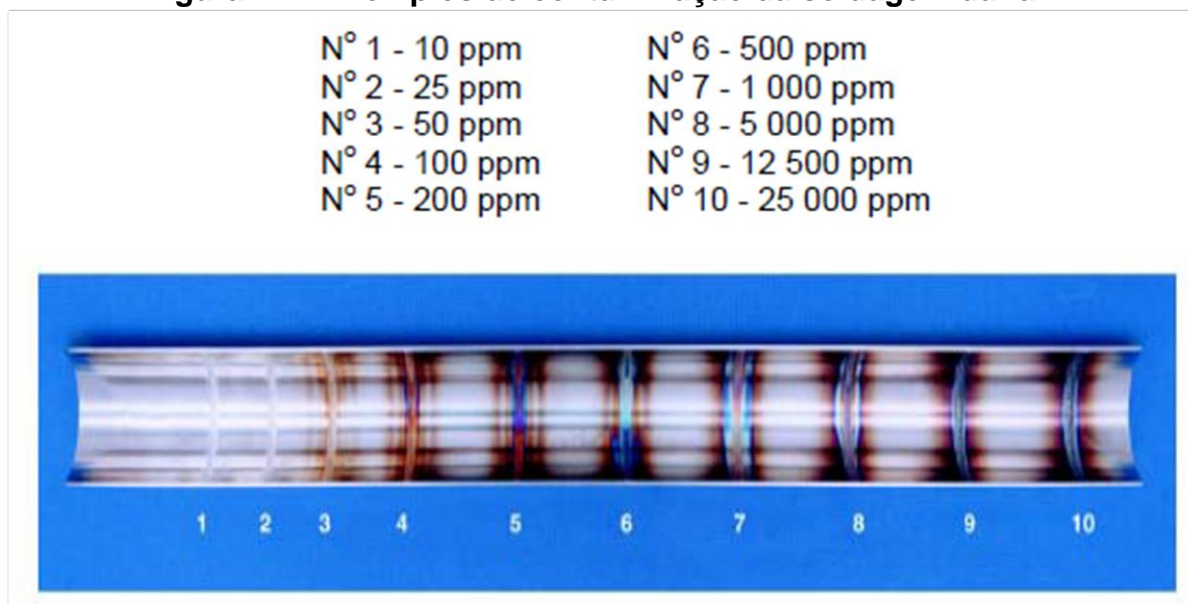 Nº 1 - 10 ppm
Nº 2 - 25 ppm
Nº 3 - 50 ppm
Nº 4 - 100 ppm
Nº 5 - 200 ppm
Nº 6 - 500 ppm
Nº 7 - 1 000 ppm
Nº 8 - 5 000 ppm
Nº 9 - 12 500 ppm
Nº 10 - 25 000 ppm
1 2 3 4 5 6 7 8 9 10